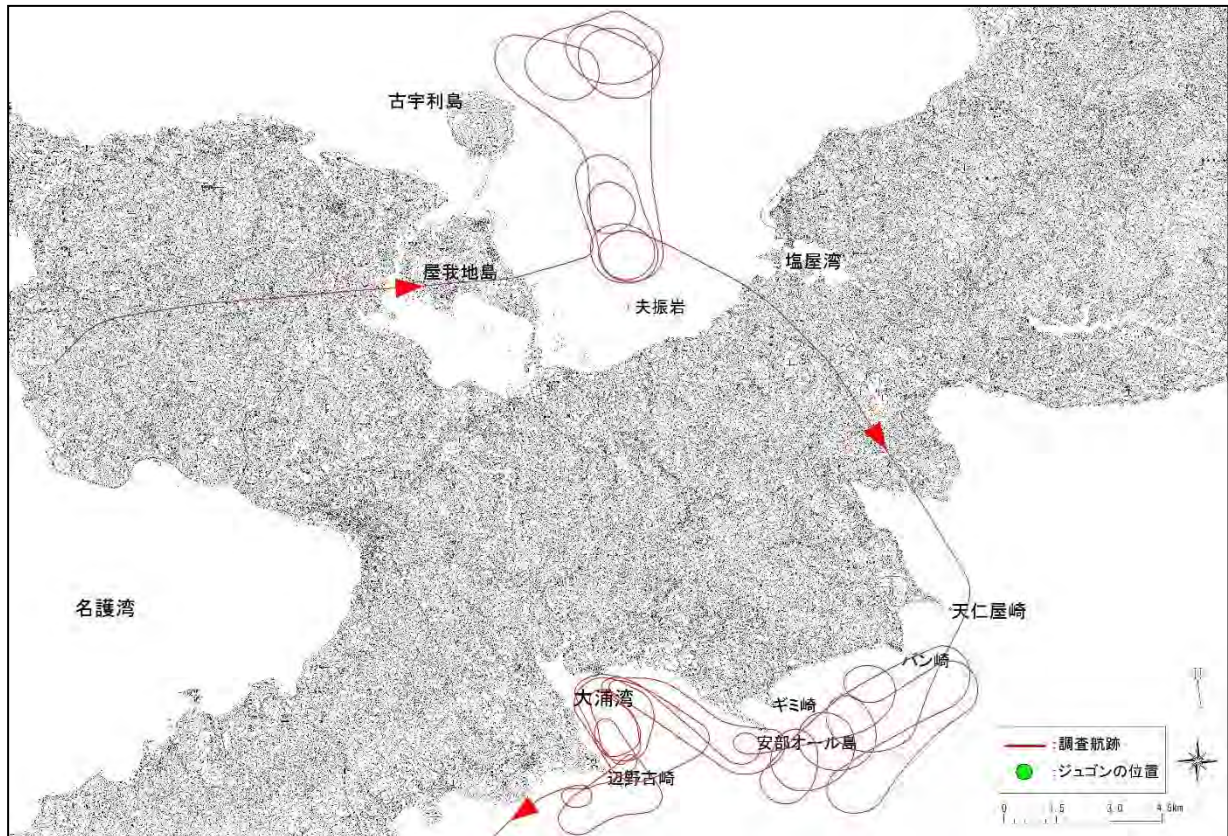 古宇利島
屋我地島
塩屋湾
夫振岩
名護湾
天仁屋崎
バン崎
ギミ崎
大浦湾
安部オール島
辺野古崎
:調査航跡
:ジュゴンの位置
0 1.5 3.0 4.5km